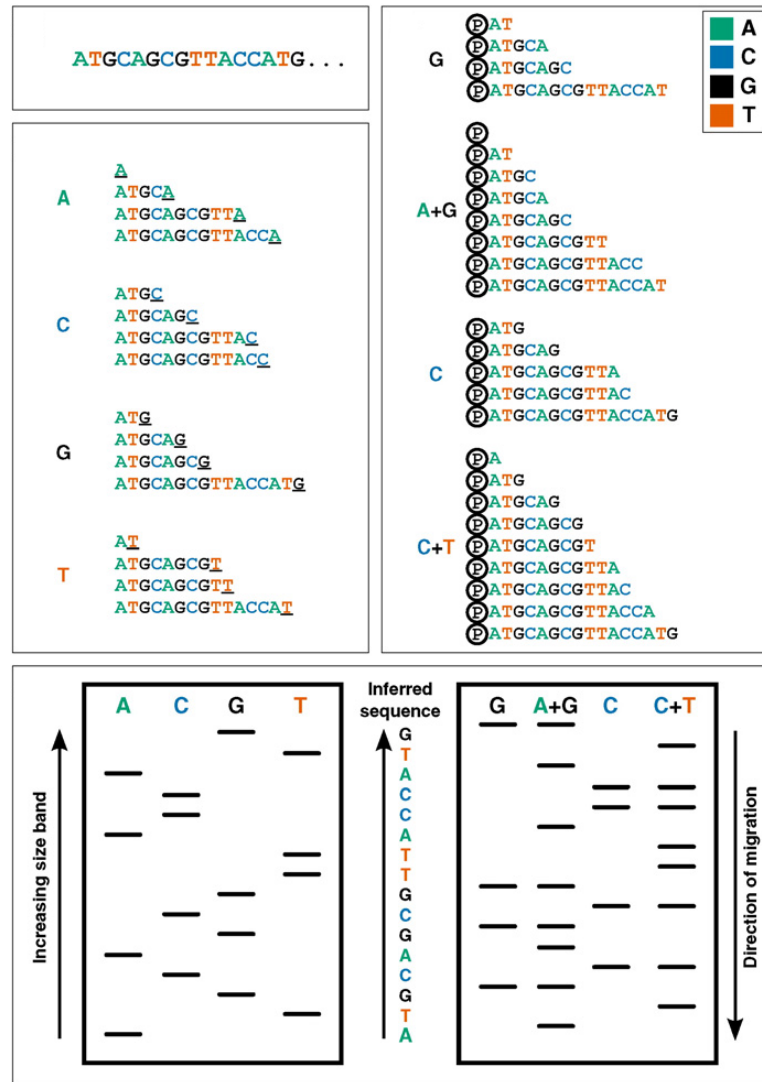 ATGCAGCGTTACCATG...
A
A
ATGCA
ATGCAGCGTTA
ATGCAGCGTTACCA
C
ATGC
ATGCAGC
ATGCAGCGTTAC
ATGCAGCGTTACC
G
ATG
ATGCAG
ATGCAGCG
ATGCAGCGTTACCATG
T
AT
ATGCAGCGT
ATGCAGCGTT
ATGCAGCGTTACCAT
G
P AT
P ATGCA
P ATGCAGC
P ATGCAGCGTTACCAT
A+G
P
P AT
P ATGC
P ATGCA
P ATGCAGC
P ATGCAGCGTT
P ATGCAGCGTTACC
P ATGCAGCGTTACCAT
C
P ATG
P ATGCAG
P ATGCAGCGTTA
P ATGCAGCGTTAC
P ATGCAGCGTTACCATG
C+T
P A
P ATG
P ATGCAG
P ATGCAGCG
P ATGCAGCGT
P ATGCAGCGTTA
P ATGCAGCGTTAC
P ATGCAGCGTTACCA
P ATGCAGCGTTACCATG
A
C
G
T
A C G T
Increasing size band
Inferred
sequence
G
T
A
C
C
A
T
T
G
C
G
A
C
G
T
A
G A+G C C+T
Direction of migration